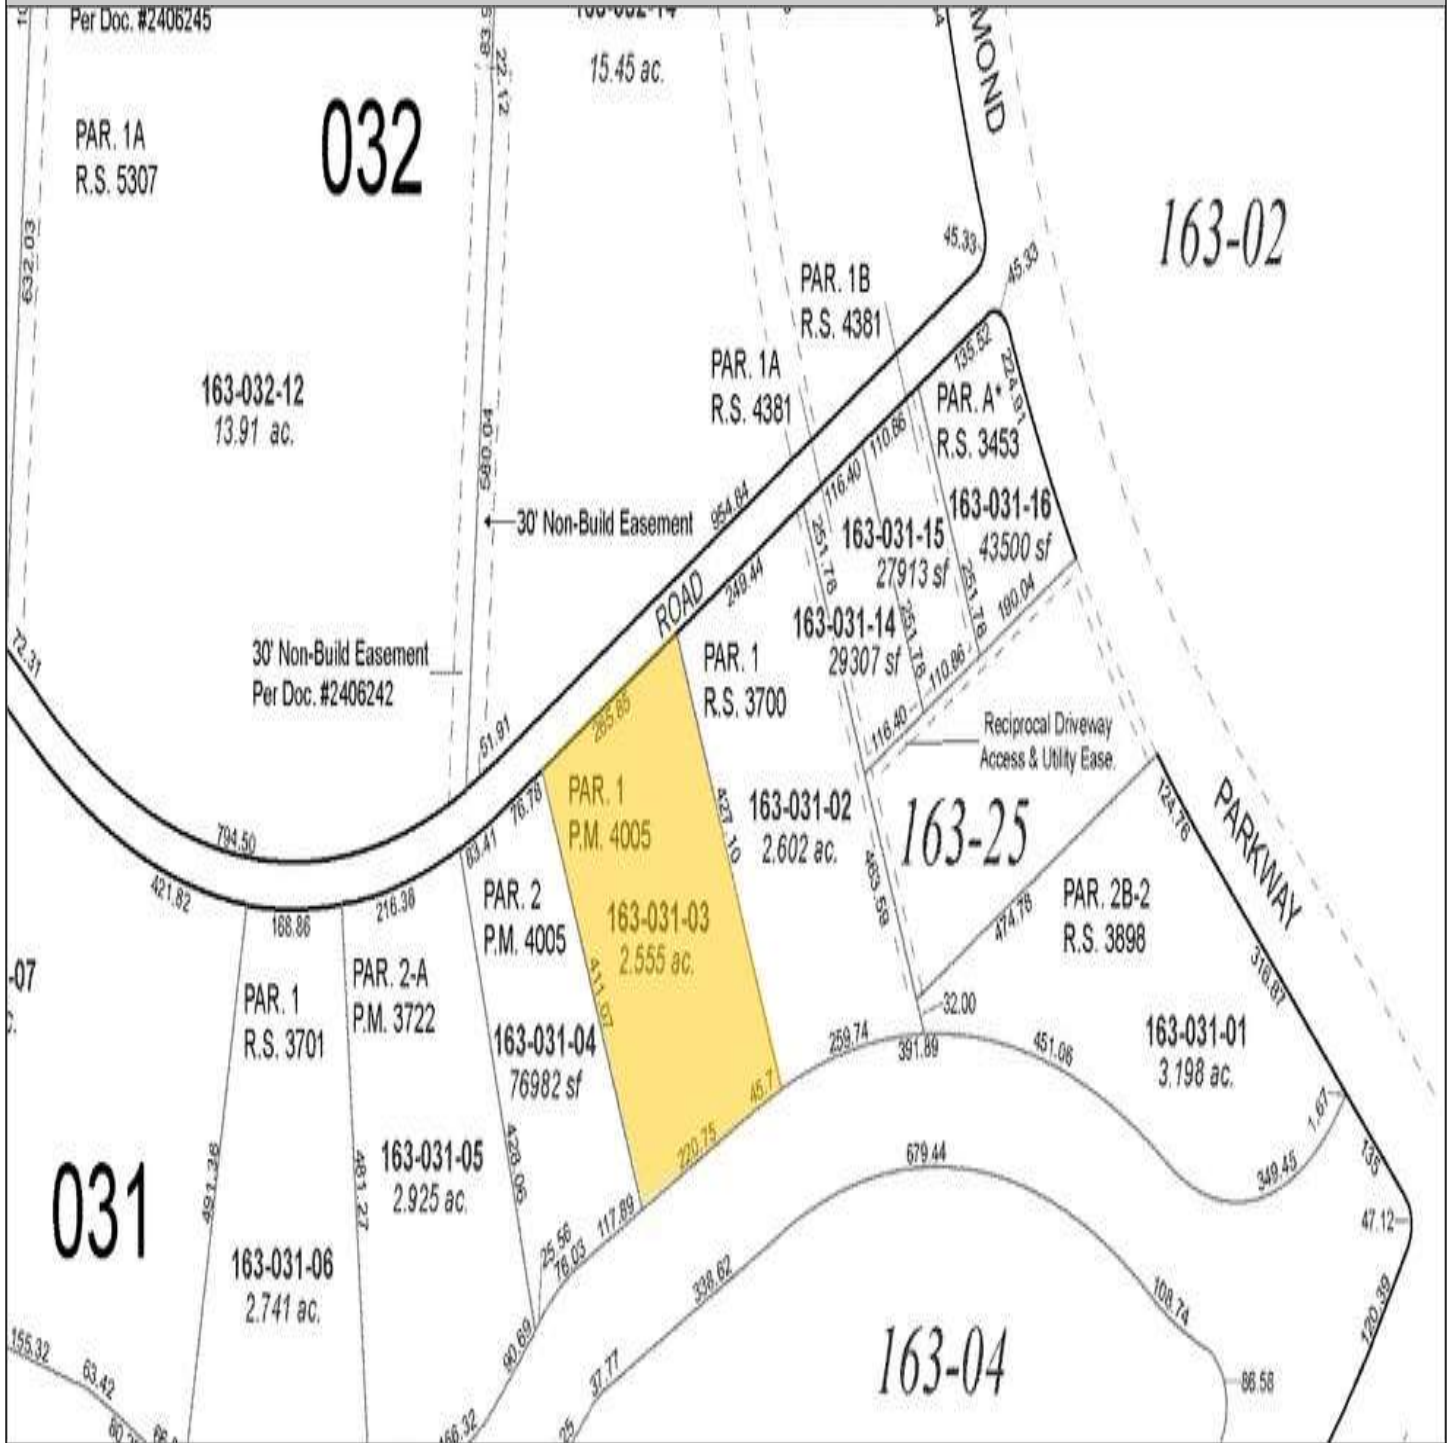 Per Doc. #2406245
22.12
163-032-14
15.45 ac.
MOND
PAR. 1A
R.S. 5307
032
632.03
163-02
45.33
45.33
PAR. 1B
R.S. 4381
PAR. 1A
R.S. 4381
135.52
224.91
163-032-12
13.91 ac.
580.04
PAR. A*
R.S. 3453
110.86
116.40
954.84
30' Non-Build Easement
163-031-16
43500 sf
163-031-15
27913 sf
251.78
251.78
251.78
249.44
190.04
ROAD
163-031-14
29307 sf
72.31
30' Non-Build Easement
Per Doc. #2406242
PAR. 1
R.S. 3700
110.86
116.40
265.85
51.91
Reciprocal Driveway
Access & Utility Ease.
76.78
PAR. 1
P.M. 4005
427.10
163-031-02
2.602 ac.
163-25
124.76
PARKWAY
794.50
83.41
421.82
168.86
216.38
PAR. 2
P.M. 4005
163-031-03
2.555 ac.
463.59
474.78
PAR. 2B-2
R.S. 3898
316.87
-07
PAR. 1
R.S. 3701
PAR. 2-A
P.M. 3722
411.07
32.00
163-031-04
76982 sf
259.74
391.89
451.06
163-031-01
3.198 ac.
45.7
1.67
220.75
679.44
135
349.45
031
491.36
481.27
163-031-05
2.925 ac.
428.06
117.89
47.12
25.56
76.03
163-031-06
2.741 ac.
338.62
108.74
120.39
155.32
63.42
90.69
37.77
163-04
86.58
25